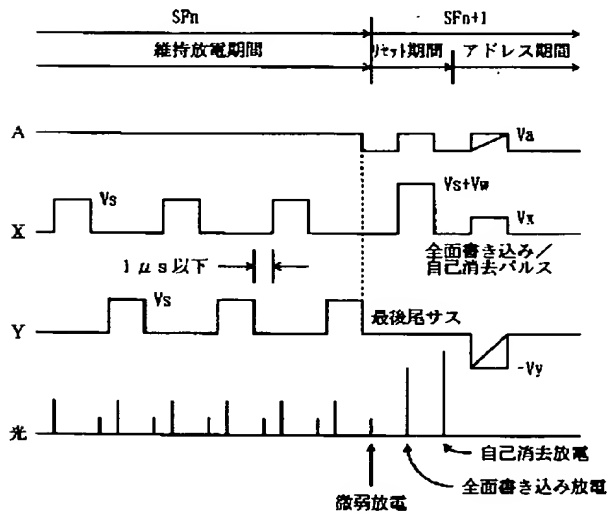 SFn
SFn+1
維持放電期間
リセット期間
アドレス期間
A
Va
Vs
Vs+Vw
X
Vx
全面書き込み/
自己消去パルス
1μs以下
Vs
最後尾サス
Y
-Vy
光
自己消去放電
全面書き込み放電
微弱放電